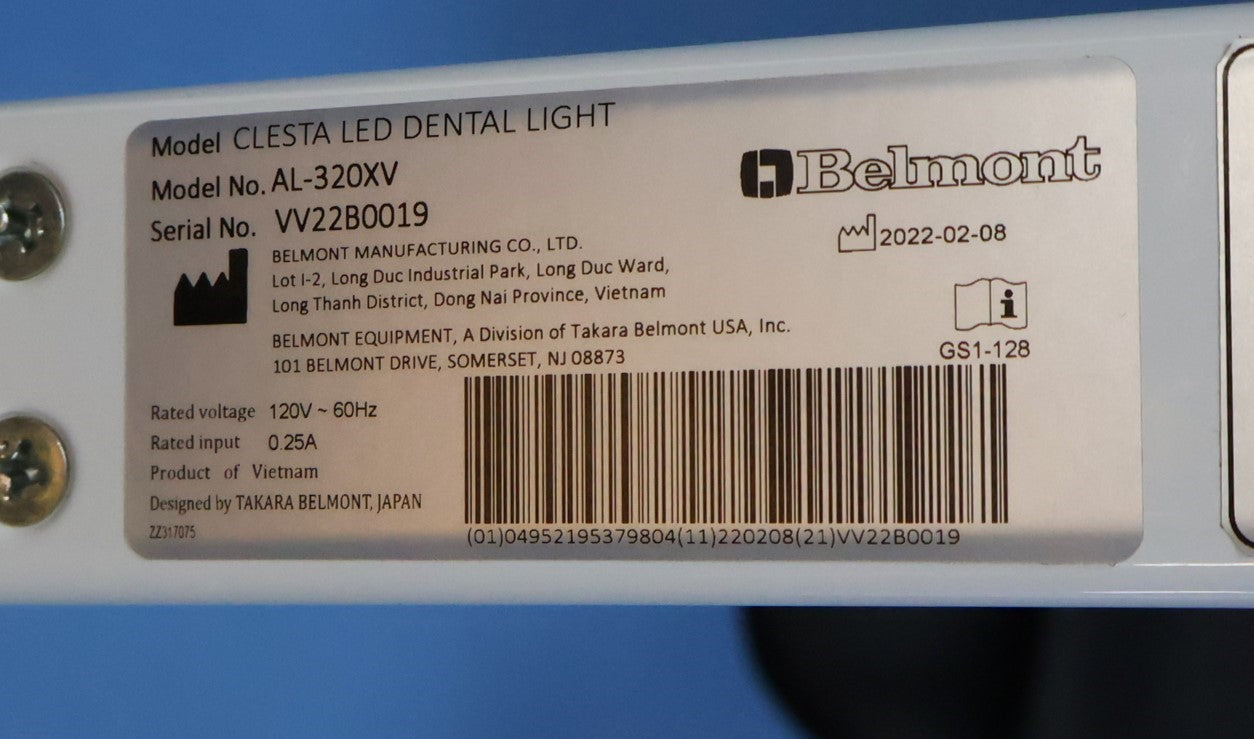 Model CLESTA LED DENTAL LIGHT
Model No. AL-320XV
Serial No. VV22B0019
Belmont
2022-02-08
BELMONT MANUFACTURING CO., LTD.
Lot I-2, Long Duc Industrial Park, Long Duc Ward,
Long Thanh District, Dong Nai Province, Vietnam
BELMONT EQUIPMENT, A Division of Takara Belmont USA, Inc.
101 BELMONT DRIVE, SOMERSET, NJ 08873
i
GS1-128
Rated voltage 120V ~ 60Hz
Rated input 0.25A
Product of Vietnam
Designed by TAKARA BELMONT, JAPAN
ZZ317075
(01)04952195379804(11)220208(21)VV22B0019